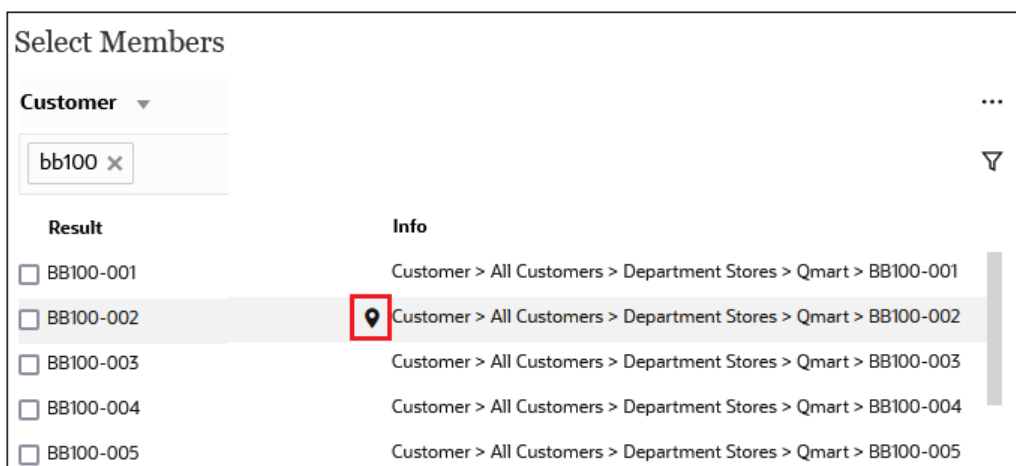 Select Members
Customer
bb100
Result Info
BB100-001 Customer > All Customers > Department Stores > Qmart > BB100-001
BB100-002 Customer > All Customers > Department Stores > Qmart > BB100-002
BB100-003 Customer > All Customers > Department Stores > Qmart > BB100-003
BB100-004 Customer > All Customers > Department Stores > Qmart > BB100-004
BB100-005 Customer > All Customers > Department Stores > Qmart > BB100-005